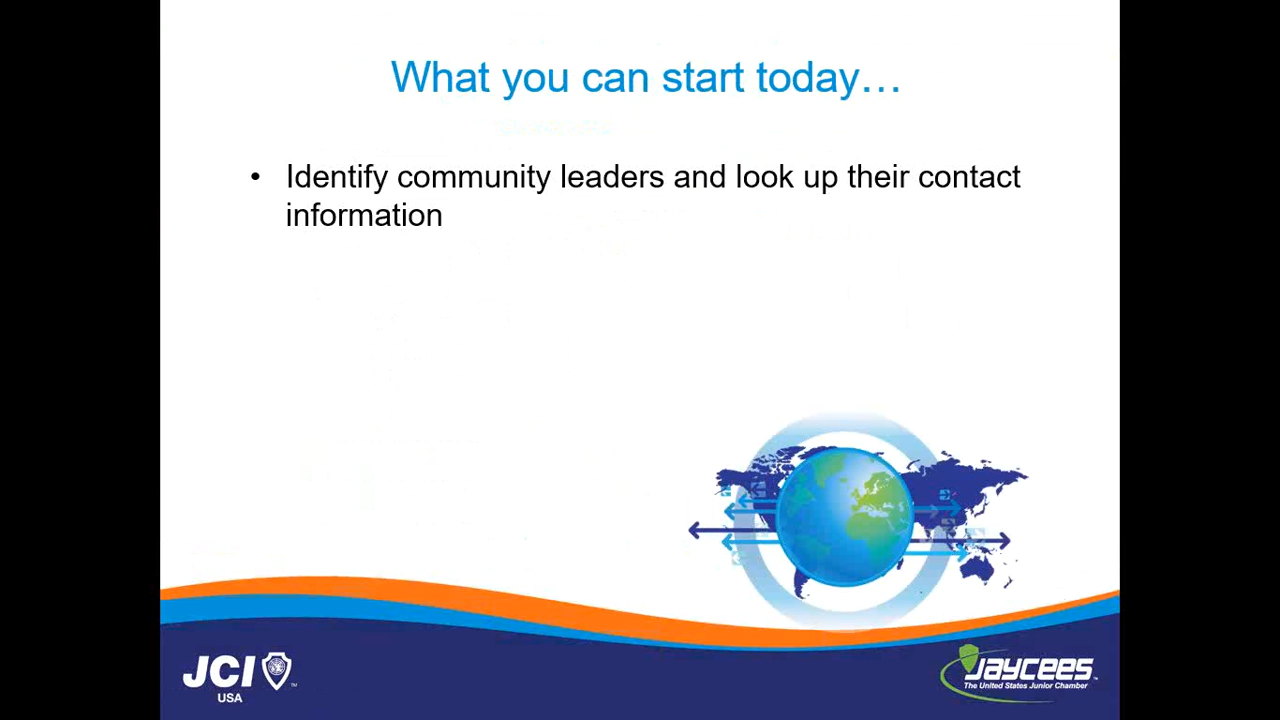 What you can start today…
• Identify community leaders and look up their contact
information
JCI
USA
Jaycees
The United States Junior Chamber